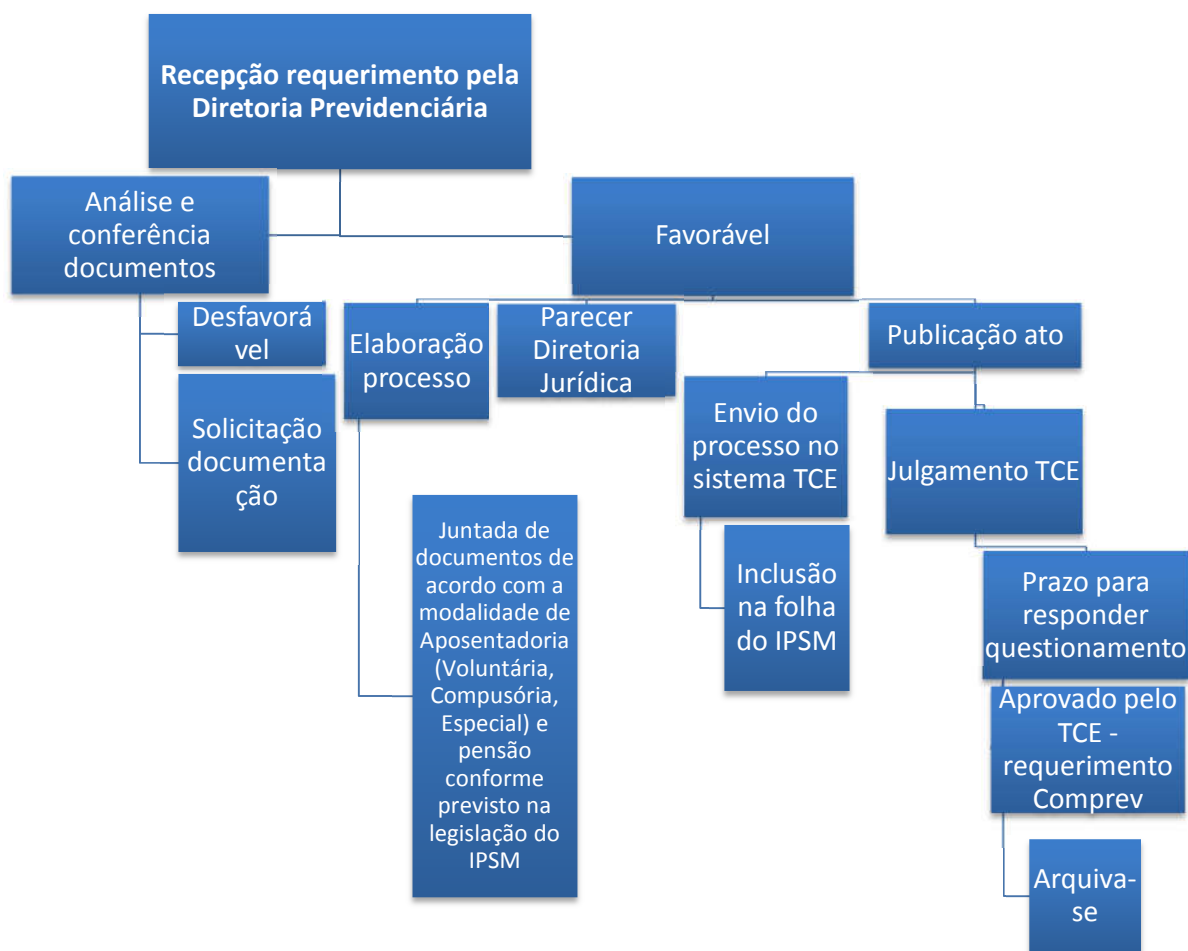 Recepção requerimento pela
Diretoria Previdenciária
Análise e
conferência
documentos
Favorável
Desfavorá
vel
Solicitação
documenta
ção
Elaboração
processo
Parecer
Diretoria
Jurídica
Publicação ato
Juntada de
documentos de
acordo com a
modalidade de
Aposentadoria
(Voluntária,
Compusória,
Especial) e
pensão
conforme
previsto na
legislação do
IPSM
Envio do
processo no
sistema TCE
Inclusão
na folha
do IPSM
Julgamento TCE
Prazo para
responder
questionamento
Aprovado pelo
TCE -
requerimento
Comprev
Arquiva-
se